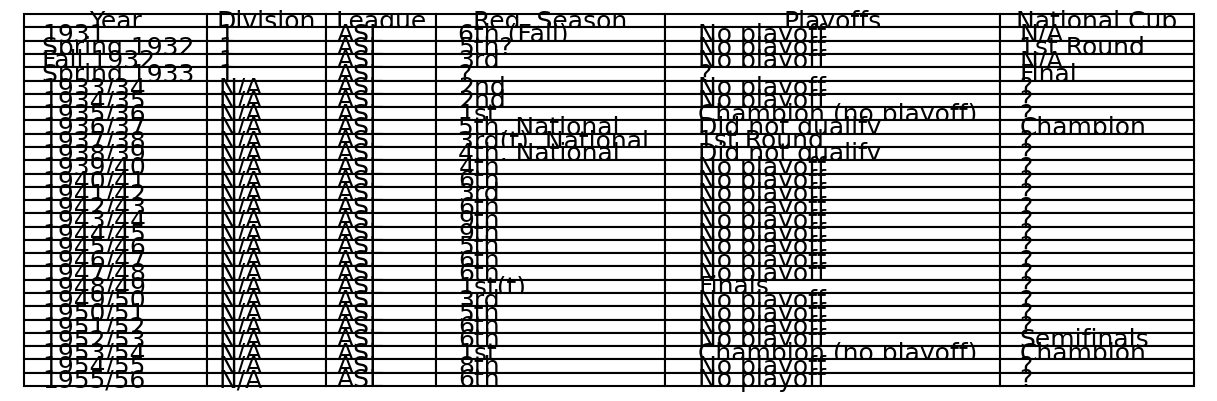 Year Division League Reg. Season Playoffs National Cup
1931 1 ASL 6th (Fall) No playoff N/A
Spring 1932 1 ASL 5th? No playoff 1st Round
Fall 1932 1 ASL 3rd No playoff N/A
Spring 1933 1 ASL ? ? Final
1933/34 N/A ASL 2nd No playoff ?
1934/35 N/A ASL 2nd No playoff ?
1935/36 N/A ASL 1st Champion (no playoff) ?
1936/37 N/A ASL 5th, National Did not qualify Champion
1937/38 N/A ASL 3rd(t), National 1st Round ?
1938/39 N/A ASL 4th, National Did not qualify ?
1939/40 N/A ASL 4th No playoff ?
1940/41 N/A ASL 6th No playoff ?
1941/42 N/A ASL 3rd No playoff ?
1942/43 N/A ASL 6th No playoff ?
1943/44 N/A ASL 9th No playoff ?
1944/45 N/A ASL 9th No playoff ?
1945/46 N/A ASL 5th No playoff ?
1946/47 N/A ASL 6th No playoff ?
1947/48 N/A ASL 6th No playoff ?
1948/49 N/A ASL 1st(t) Finals ?
1949/50 N/A ASL 3rd No playoff ?
1950/51 N/A ASL 5th No playoff ?
1951/52 N/A ASL 6th No playoff ?
1952/53 N/A ASL 6th No playoff Semifinals
1953/54 N/A ASL 1st Champion (no playoff) Champion
1954/55 N/A ASL 8th No playoff ?
1955/56 N/A ASL 6th No playoff ?